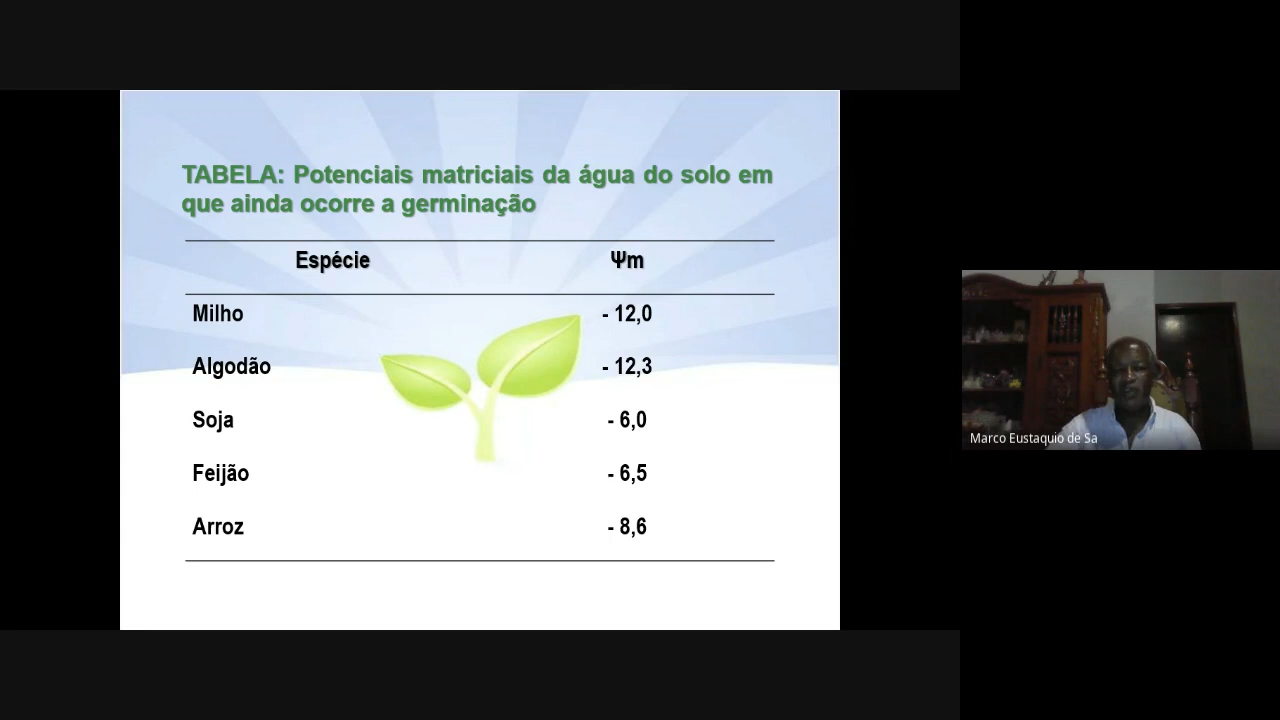 TABELA: Potenciais matriciais da água do solo em
que ainda ocorre a germinação
Espécie Ψm
Milho - 12,0
Algodão - 12,3
Soja - 6,0
Feijão - 6,5
Arroz - 8,6
Marco Eustaquio de Sa